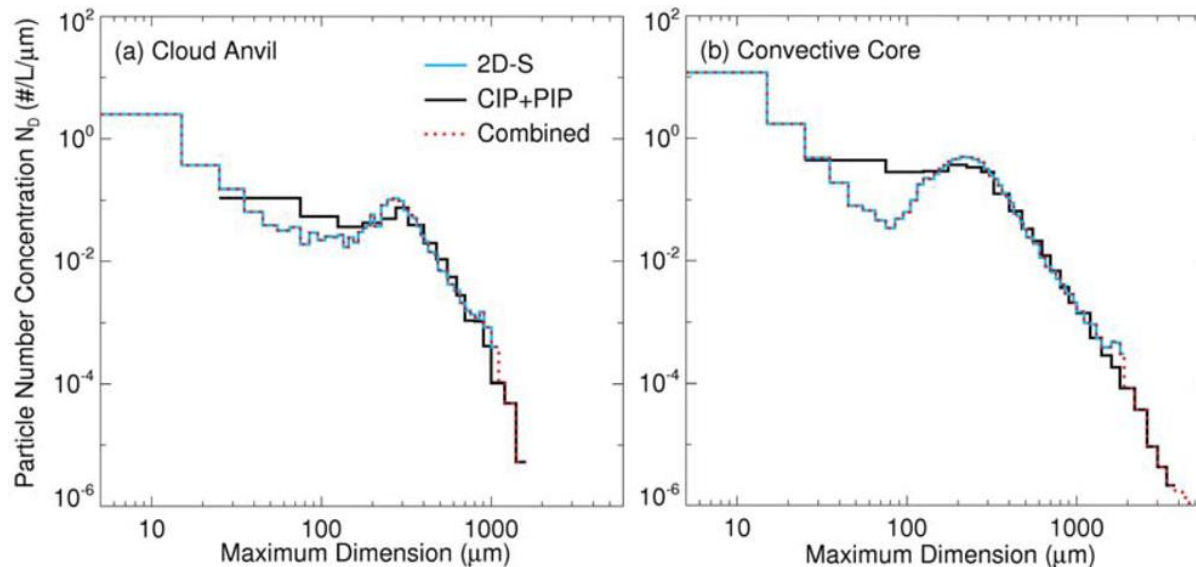 (a) Cloud Anvil
2D-S
CIP+PIP
Combined
10²
10⁰
10⁻²
10⁻⁴
10⁻⁶
Particle Number Concentration N_D (#/L/μm)
10 100 1000
Maximum Dimension (μm)
(b) Convective Core
10²
10⁰
10⁻²
10⁻⁴
10⁻⁶
10 100 1000
Maximum Dimension (μm)